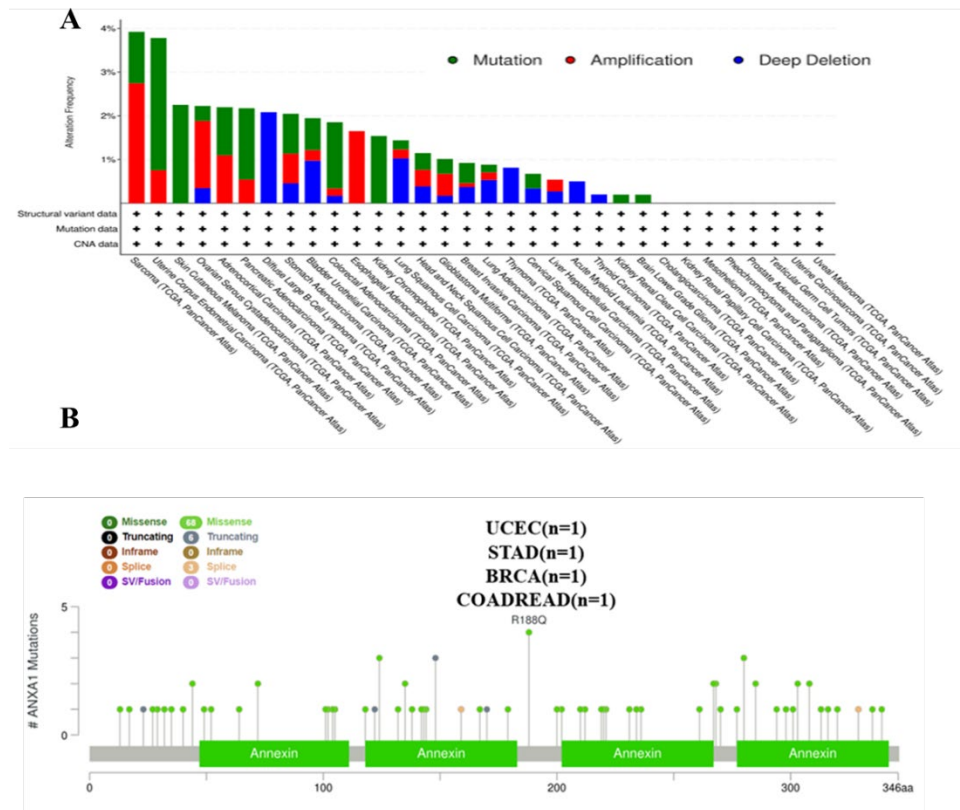 A
4%
3%
2%
1%
Alteration Frequency
Mutation
Amplification
Deep Deletion
Structural variant data
Mutation data
CNA data
Sarcoma (TCGA, PanCancer Atlas)
Uterine Corpus Endometrial Carcinoma (TCGA, PanCancer Atlas)
Skin Cutaneous Melanoma (TCGA, PanCancer Atlas)
Ovarian Serous Cystadenocarcinoma (TCGA, PanCancer Atlas)
Adrenocortical Carcinoma (TCGA, PanCancer Atlas)
Pancreatic Adenocarcinoma (TCGA, PanCancer Atlas)
Diffuse Large B-Cell Lymphoma (TCGA, PanCancer Atlas)
Stomach Adenocarcinoma (TCGA, PanCancer Atlas)
Bladder Urothelial Carcinoma (TCGA, PanCancer Atlas)
Colorectal Adenocarcinoma (TCGA, PanCancer Atlas)
Esophageal Adenocarcinoma (TCGA, PanCancer Atlas)
Kidney Chromophobe (TCGA, PanCancer Atlas)
Lung Squamous Cell Carcinoma (TCGA, PanCancer Atlas)
Head and Neck Squamous Cell Carcinoma (TCGA, PanCancer Atlas)
Glioblastoma Multiforme (TCGA, PanCancer Atlas)
Breast Invasive Carcinoma (TCGA, PanCancer Atlas)
Lung Adenocarcinoma (TCGA, PanCancer Atlas)
Thymoma (TCGA, PanCancer Atlas)
Cervical Squamous Cell Carcinoma (TCGA, PanCancer Atlas)
Liver Hepatocellular Carcinoma (TCGA, PanCancer Atlas)
Acute Myeloid Leukemia (TCGA, PanCancer Atlas)
Thyroid Carcinoma (TCGA, PanCancer Atlas)
Kidney Renal Clear Cell Carcinoma (TCGA, PanCancer Atlas)
Brain Lower Grade Glioma (TCGA, PanCancer Atlas)
Cholangiocarcinoma (TCGA, PanCancer Atlas)
Kidney Renal Papillary Cell Carcinoma (TCGA, PanCancer Atlas)
Mesothelioma (TCGA, PanCancer Atlas)
Pheochromocytoma and Paraganglioma (TCGA, PanCancer Atlas)
Prostate Adenocarcinoma (TCGA, PanCancer Atlas)
Testicular Germ Cell Tumors (TCGA, PanCancer Atlas)
Uterine Carcinosarcoma (TCGA, PanCancer Atlas)
Uveal Melanoma (TCGA, PanCancer Atlas)
B
0 Missense 68 Missense
0 Truncating 6 Truncating
0 Inframe 0 Inframe
0 Splice 3 Splice
0 SV/Fusion 0 SV/Fusion
UCEC(n=1)
STAD(n=1)
BRCA(n=1)
COADREAD(n=1)
R188Q
# ANXA1 Mutations
5
0
Annexin Annexin Annexin Annexin
0 100 200 300 346aa